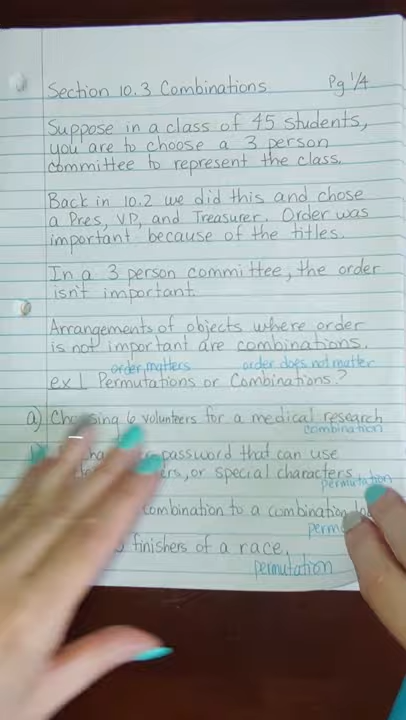 Section 10.3 Combinations Pg 1/4
Suppose in a class of 45 students,
you are to choose a 3 person
committee to represent the class.
Back in 10.2 we did this and chose
a Pres, VP, and Treasurer. Order was
important because of the titles.
In a 3 person committee, the order
isn't important.
Arrangements of objects where order
is not important are combinations.
order matters order does not matter
ex 1 Permutations or Combinations?
a) Choosing 6 volunteers for a medical research
combination
password that can use
or special characters
permutation
combination to a combination
perm
finishers of a race.
permutation